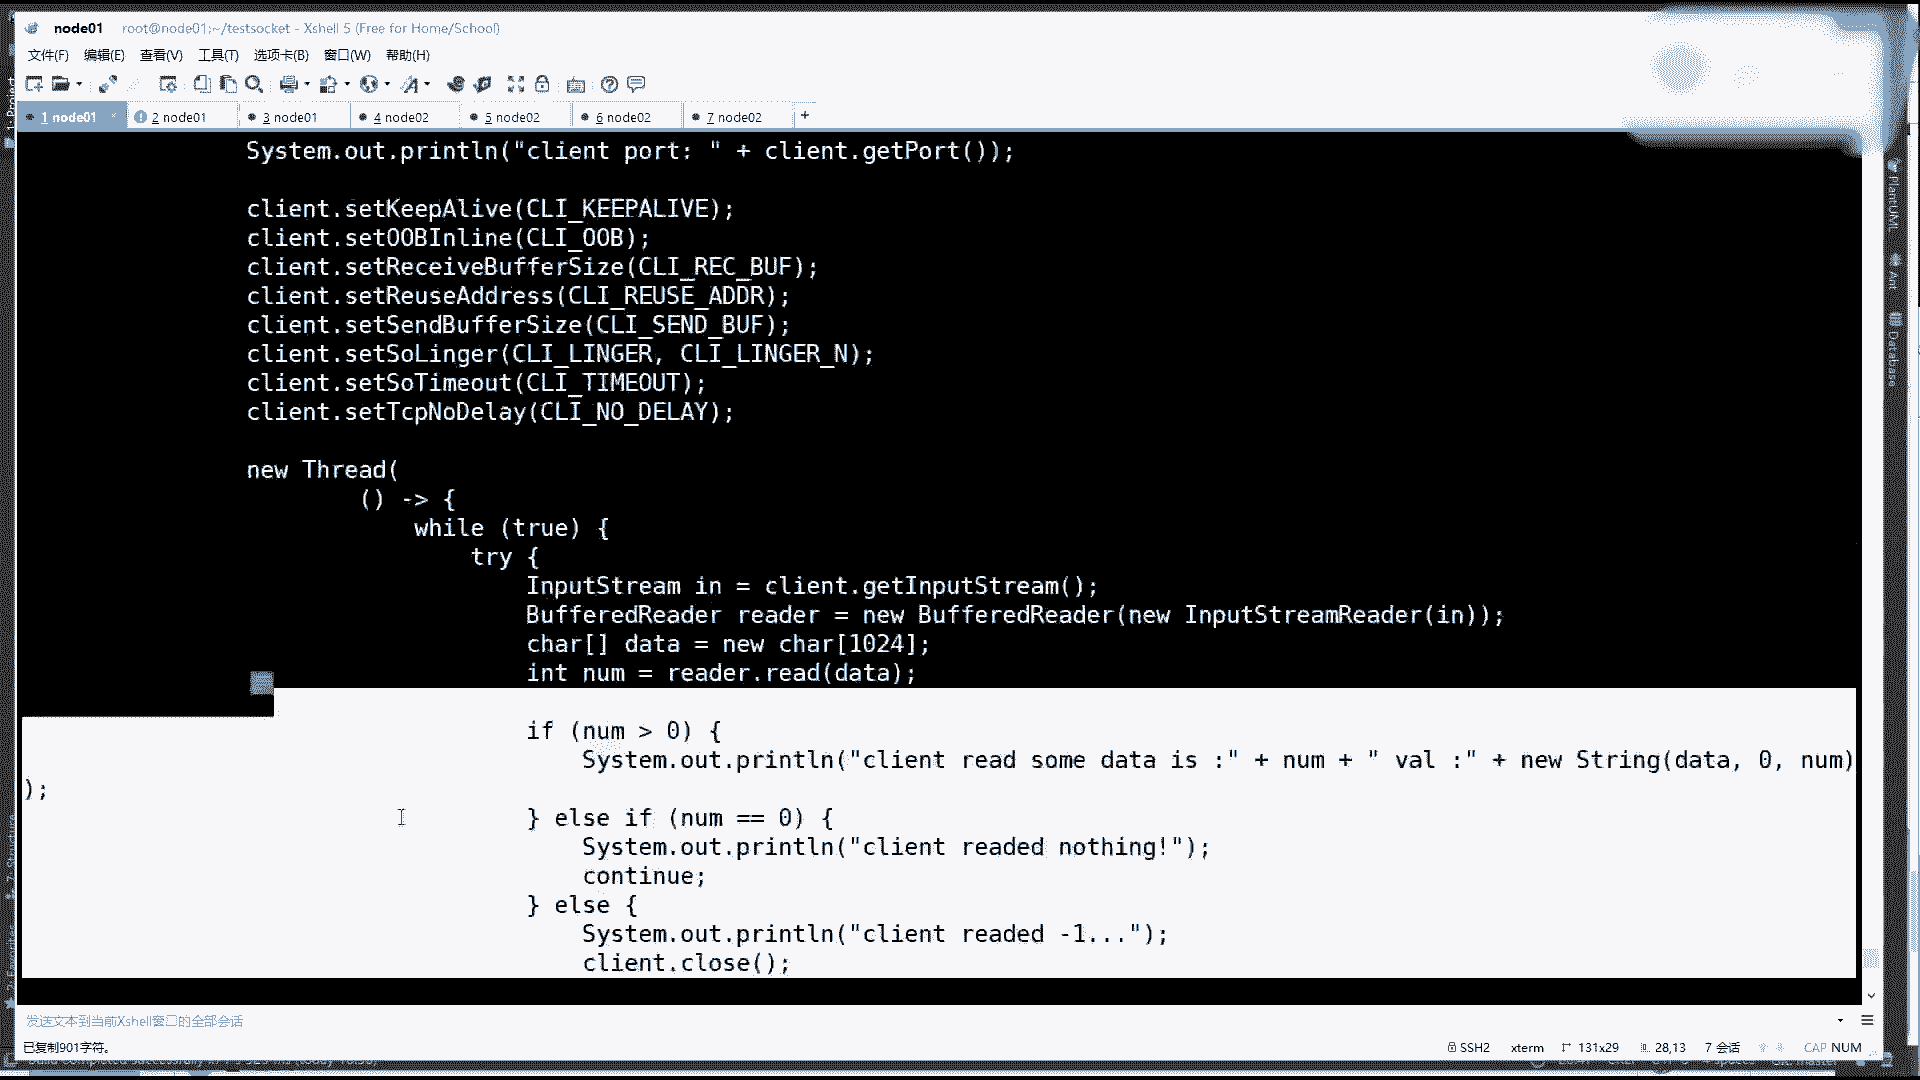 node01 root@node01:~/testsocket - Xshell 5 (Free for Home/School)
文件(F) 编辑(E) 查看(V) 工具(T) 选项卡(B) 窗口(W) 帮助(H)
1 node01 2 node01 3 node01 4 node02 5 node02 6 node02 7 node02 +
System.out.println("client port: " + client.getPort());
client.setKeepAlive(CLI_KEEPALIVE);
client.setOOBInline(CLI_OOB);
client.setReceiveBufferSize(CLI_REC_BUF);
client.setReuseAddress(CLI_REUSE_ADDR);
client.setSendBufferSize(CLI_SEND_BUF);
client.setSoLinger(CLI_LINGER, CLI_LINGER_N);
client.setSoTimeout(CLI_TIMEOUT);
client.setTcpNoDelay(CLI_NO_DELAY);
new Thread(
() -> {
while (true) {
try {
InputStream in = client.getInputStream();
BufferedReader reader = new BufferedReader(new InputStreamReader(in));
char[] data = new char[1024];
int num = reader.read(data);
if (num > 0) {
System.out.println("client read some data is :" + num + " val :" + new String(data, 0, num)
);
} else if (num == 0) {
System.out.println("client readed nothing!");
continue;
} else {
System.out.println("client readed -1...");
client.close();
发送文本到当前Xshell窗口的全部会话
已复制901字符。 SSH2 xterm 131x29 28,13 7 会话 CAP NUM
1: Project
7: Structure
2: Favorites
PlantUML
Ant
Database